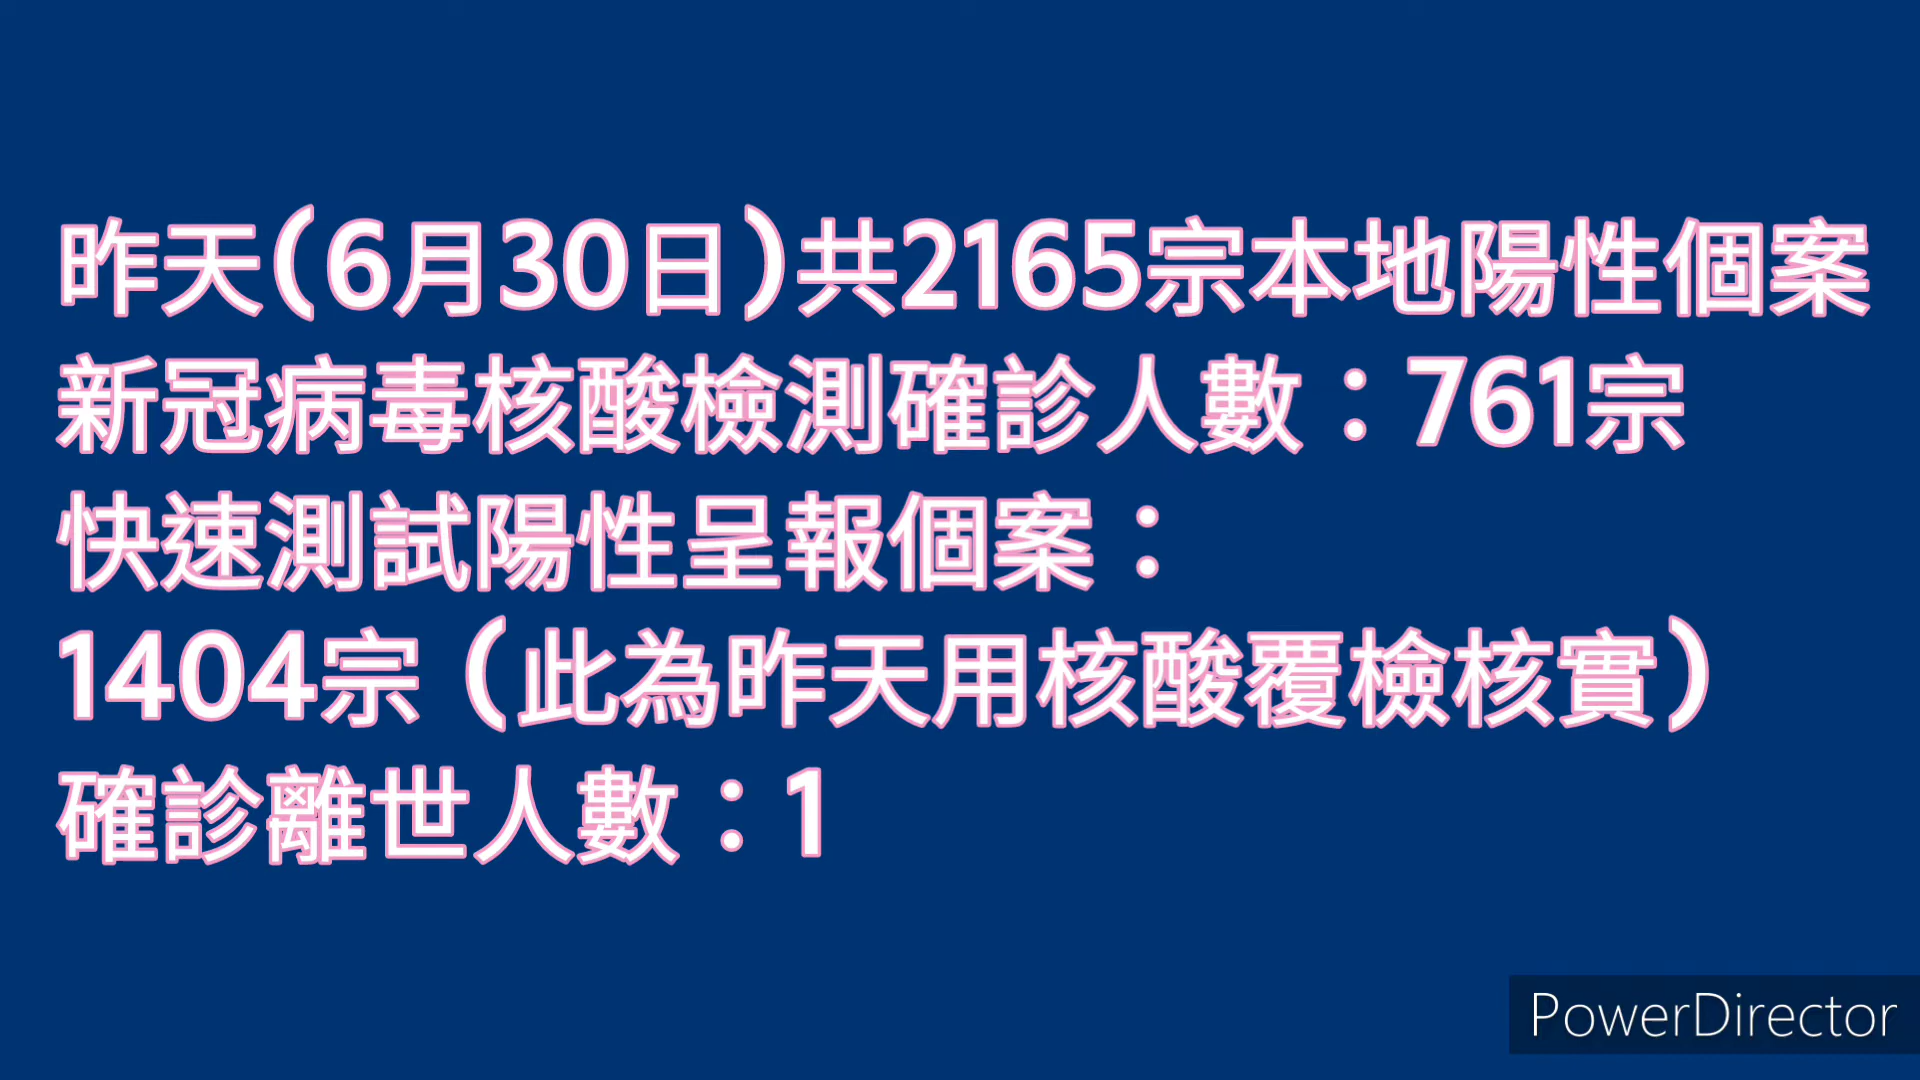 昨天(6月30日)共2165宗本地陽性個案
新冠病毒核酸檢測確診人數：761宗
快速測試陽性呈報個案：
1404宗（此為昨天用核酸覆檢核實）
確診離世人數：1
PowerDirector